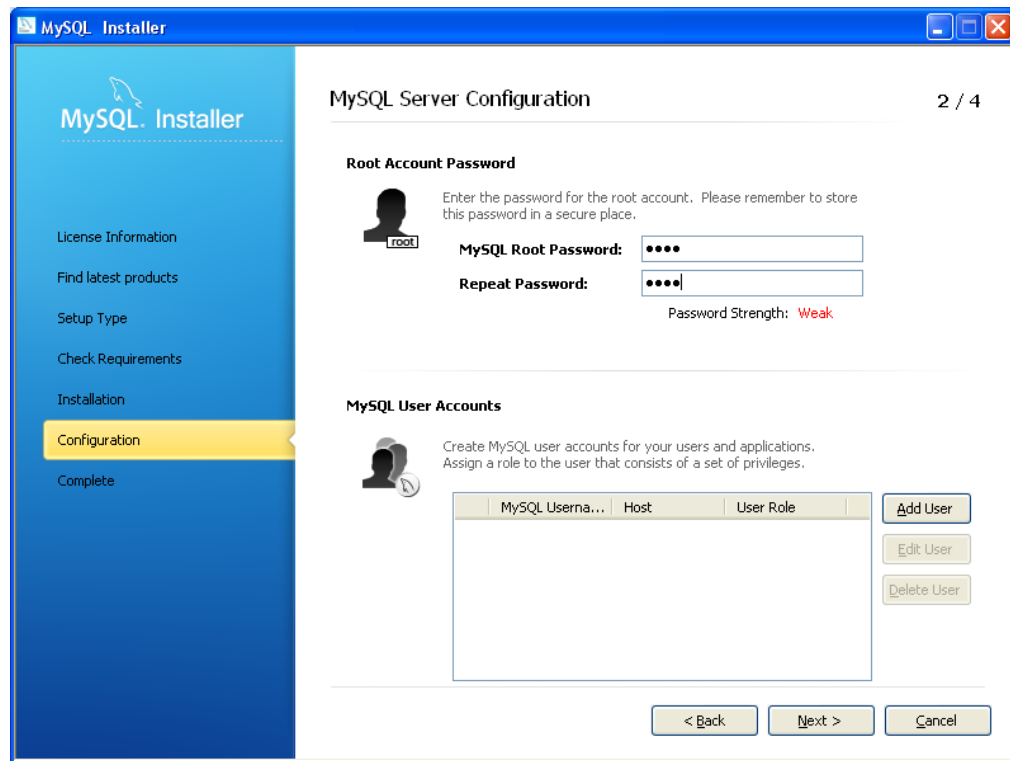 MySQL Installer
MySQL. Installer
License Information
Find latest products
Setup Type
Check Requirements
Installation
Configuration
Complete
MySQL Server Configuration
2 / 4
Root Account Password
root
Enter the password for the root account. Please remember to store
this password in a secure place.
MySQL Root Password: ●●●●
Repeat Password: ●●●●
Password Strength: Weak
MySQL User Accounts
Create MySQL user accounts for your users and applications.
Assign a role to the user that consists of a set of privileges.
MySQL Userna... Host User Role
Add User
Edit User
Delete User
< Back Next > Cancel